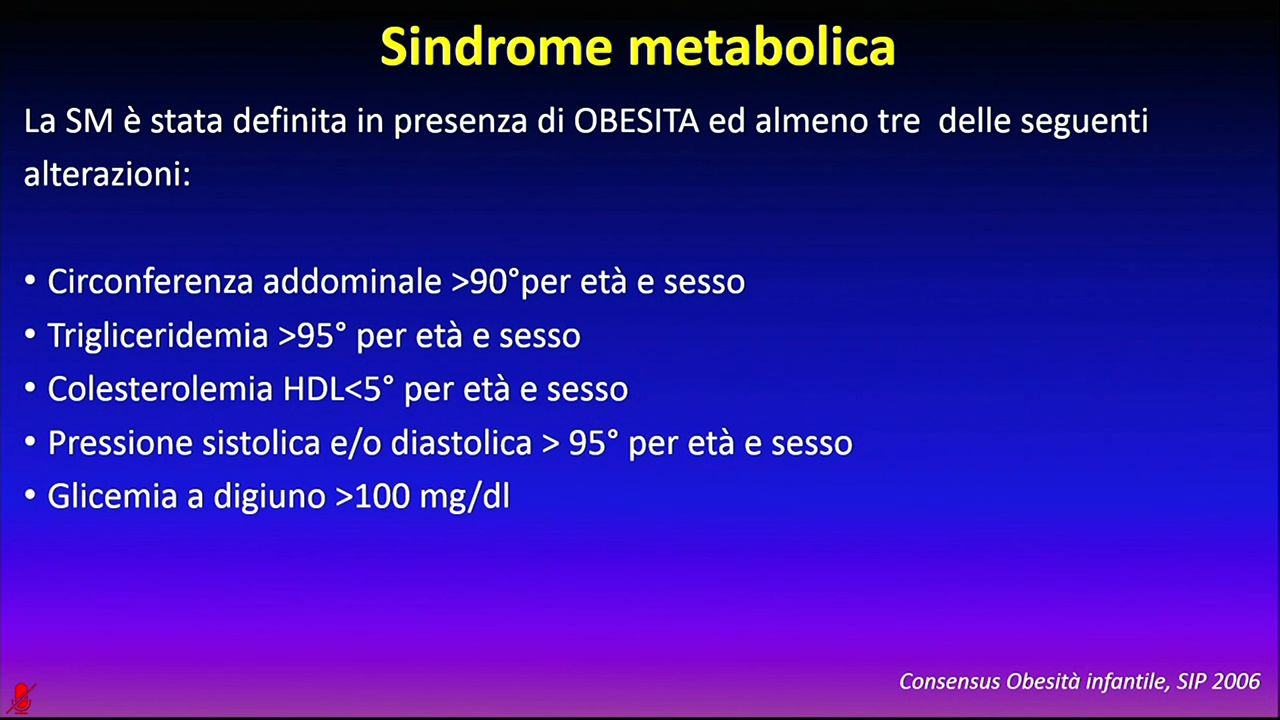 Sindrome metabolica
La SM è stata definita in presenza di OBESITA ed almeno tre  delle seguenti
alterazioni:
• Circonferenza addominale >90°per età e sesso
• Trigliceridemia >95° per età e sesso
• Colesterolemia HDL<5° per età e sesso
• Pressione sistolica e/o diastolica > 95° per età e sesso
• Glicemia a digiuno >100 mg/dl
Consensus Obesità infantile, SIP 2006